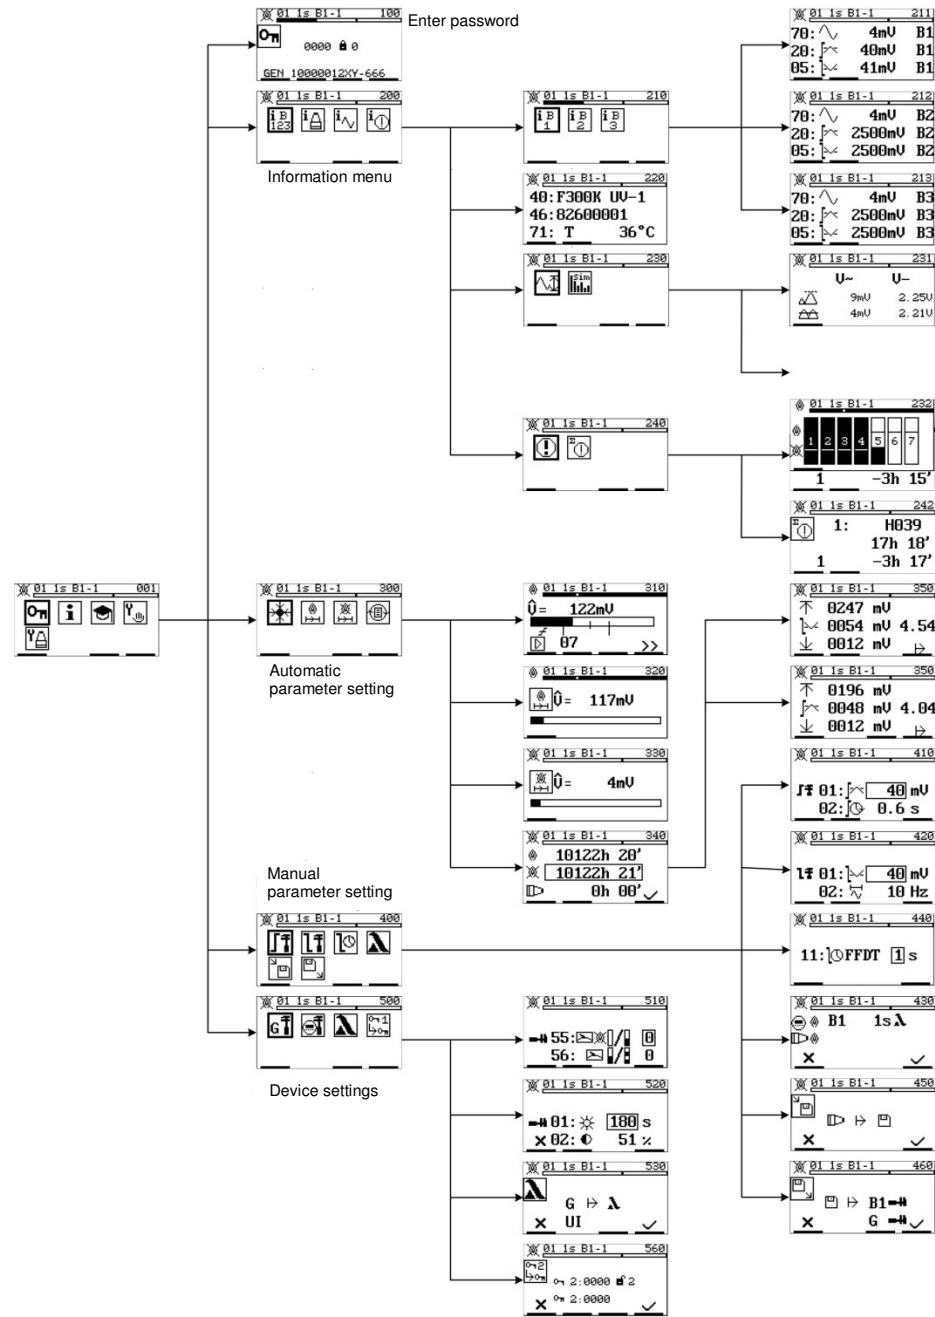 01 1s B1-1 100
Enter password
0000 0
GEN 10000012XY-666
01 1s B1-1 200
i B 123 i i i
Information menu
01 1s B1-1 210
i B 1 i B 2 i B 3
01 1s B1-1 211
70: 4mV B1
20: 40mV B1
05: 41mV B1
01 1s B1-1 212
70: 4mV B2
20: 2500mV B2
05: 2500mV B2
01 1s B1-1 220
40:F300K UV-1
46:82600001
71: T 36°C
01 1s B1-1 213
70: 4mV B3
20: 2500mV B3
05: 2500mV B3
01 1s B1-1 230
Sim
01 1s B1-1 231
V~ V-
9mV 2.25V
4mV 2.21V
01 1s B1-1 240
01 1s B1-1 232
1 2 3 4 5 6 7
1 -3h 15'
01 1s B1-1 242
1: H039
17h 18'
1 -3h 17'
01 1s B1-1 001
i
01 1s B1-1 300
Automatic
parameter setting
01 1s B1-1 310
Û= 122mV
07 >>
01 1s B1-1 320
Û= 117mV
01 1s B1-1 330
Û= 4mV
01 1s B1-1 340
10122h 20'
10122h 21'
0h 00'
01 1s B1-1 350
0247 mV
0054 mV 4.54
0012 mV
01 1s B1-1 350
0196 mV
0048 mV 4.04
0012 mV
Manual
parameter setting
01 1s B1-1 400
01 1s B1-1 410
01: 40 mV
02: 0.6 s
01 1s B1-1 420
01: 40 mV
02: 10 Hz
01 1s B1-1 440
11: FFDT 1 s
01 1s B1-1 430
B1 1s λ
01 1s B1-1 450
01 1s B1-1 460
B1
G
01 1s B1-1 500
G 1
Device settings
01 1s B1-1 510
55: / 0
56: / 0
01 1s B1-1 520
01: 180 s
02: 51 %
01 1s B1-1 530
G λ
UI
01 1s B1-1 560
2
2:0000 2
2:0000